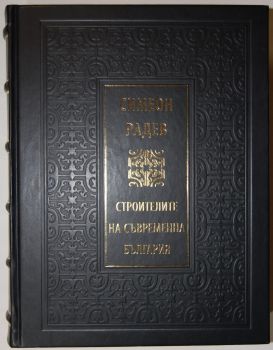 СИМЕОН
РАДЕВ
СТРОИТЕЛИТЕ
НА СЪВРЕМЕННА
БЪЛГАРИЯ